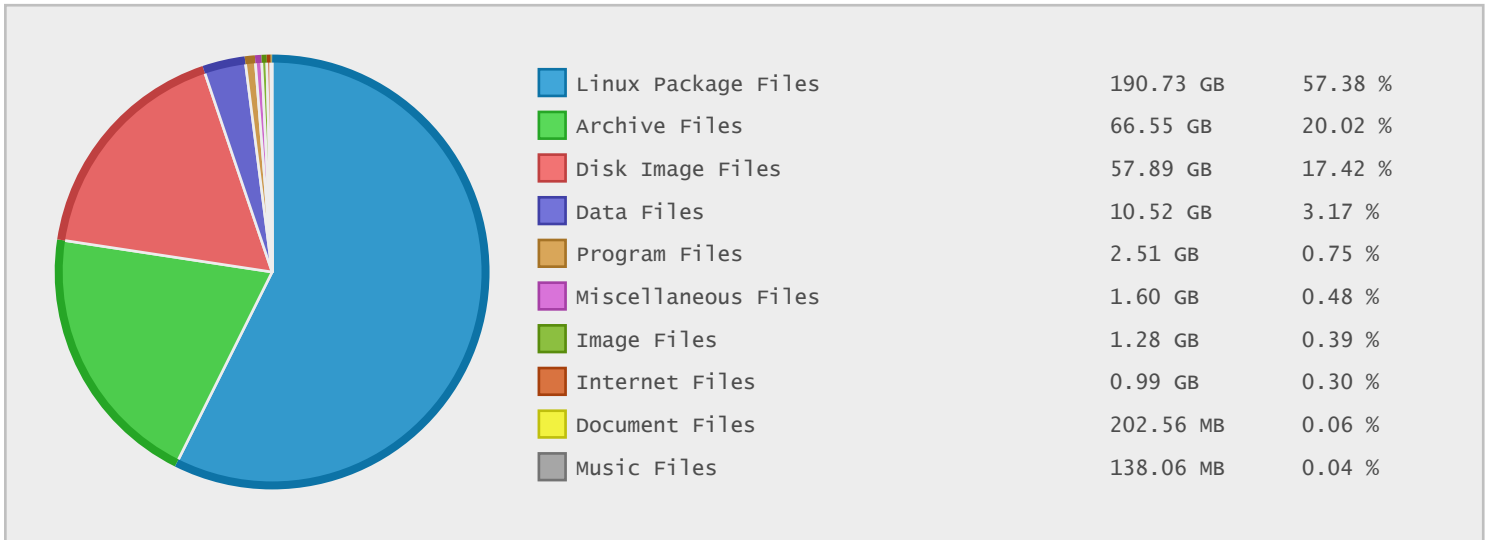 Linux Package Files 190.73 GB 57.38 %
Archive Files 66.55 GB 20.02 %
Disk Image Files 57.89 GB 17.42 %
Data Files 10.52 GB 3.17 %
Program Files 2.51 GB 0.75 %
Miscellaneous Files 1.60 GB 0.48 %
Image Files 1.28 GB 0.39 %
Internet Files 0.99 GB 0.30 %
Document Files 202.56 MB 0.06 %
Music Files 138.06 MB 0.04 %